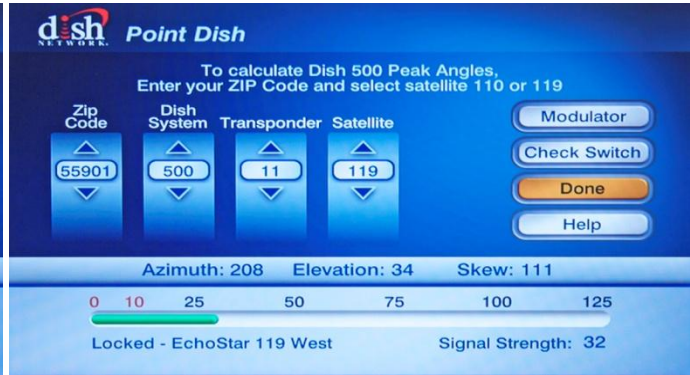 dish
NETWORK.
Point Dish
To calculate Dish 500 Peak Angles,
Enter your ZIP Code and select satellite 110 or 119
Zip Code
Dish System
Transponder
Satellite
55901
500
11
119
Modulator
Check Switch
Done
Help
Azimuth: 208 Elevation: 34 Skew: 111
0 10 25 50 75 100 125
Locked - EchoStar 119 West
Signal Strength: 32